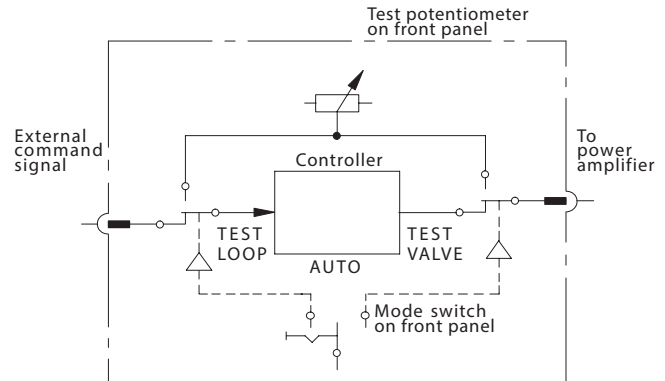 Test potentiometer
on front panel
External
command
signal
To
power
amplifier
Controller
TEST
LOOP
TEST
VALVE
AUTO
Mode switch
on front panel